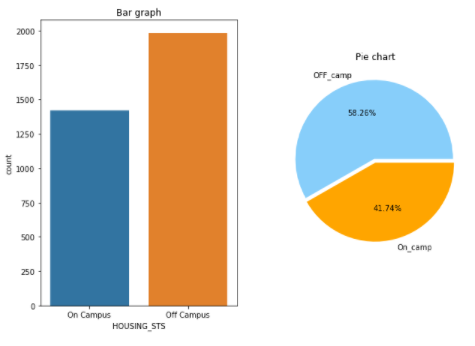 Bar graph
2000
1750
1500
1250
1000
750
500
250
0
count
On Campus Off Campus
HOUSING_STS
Pie chart
OFF_camp
58.26%
41.74%
On_camp